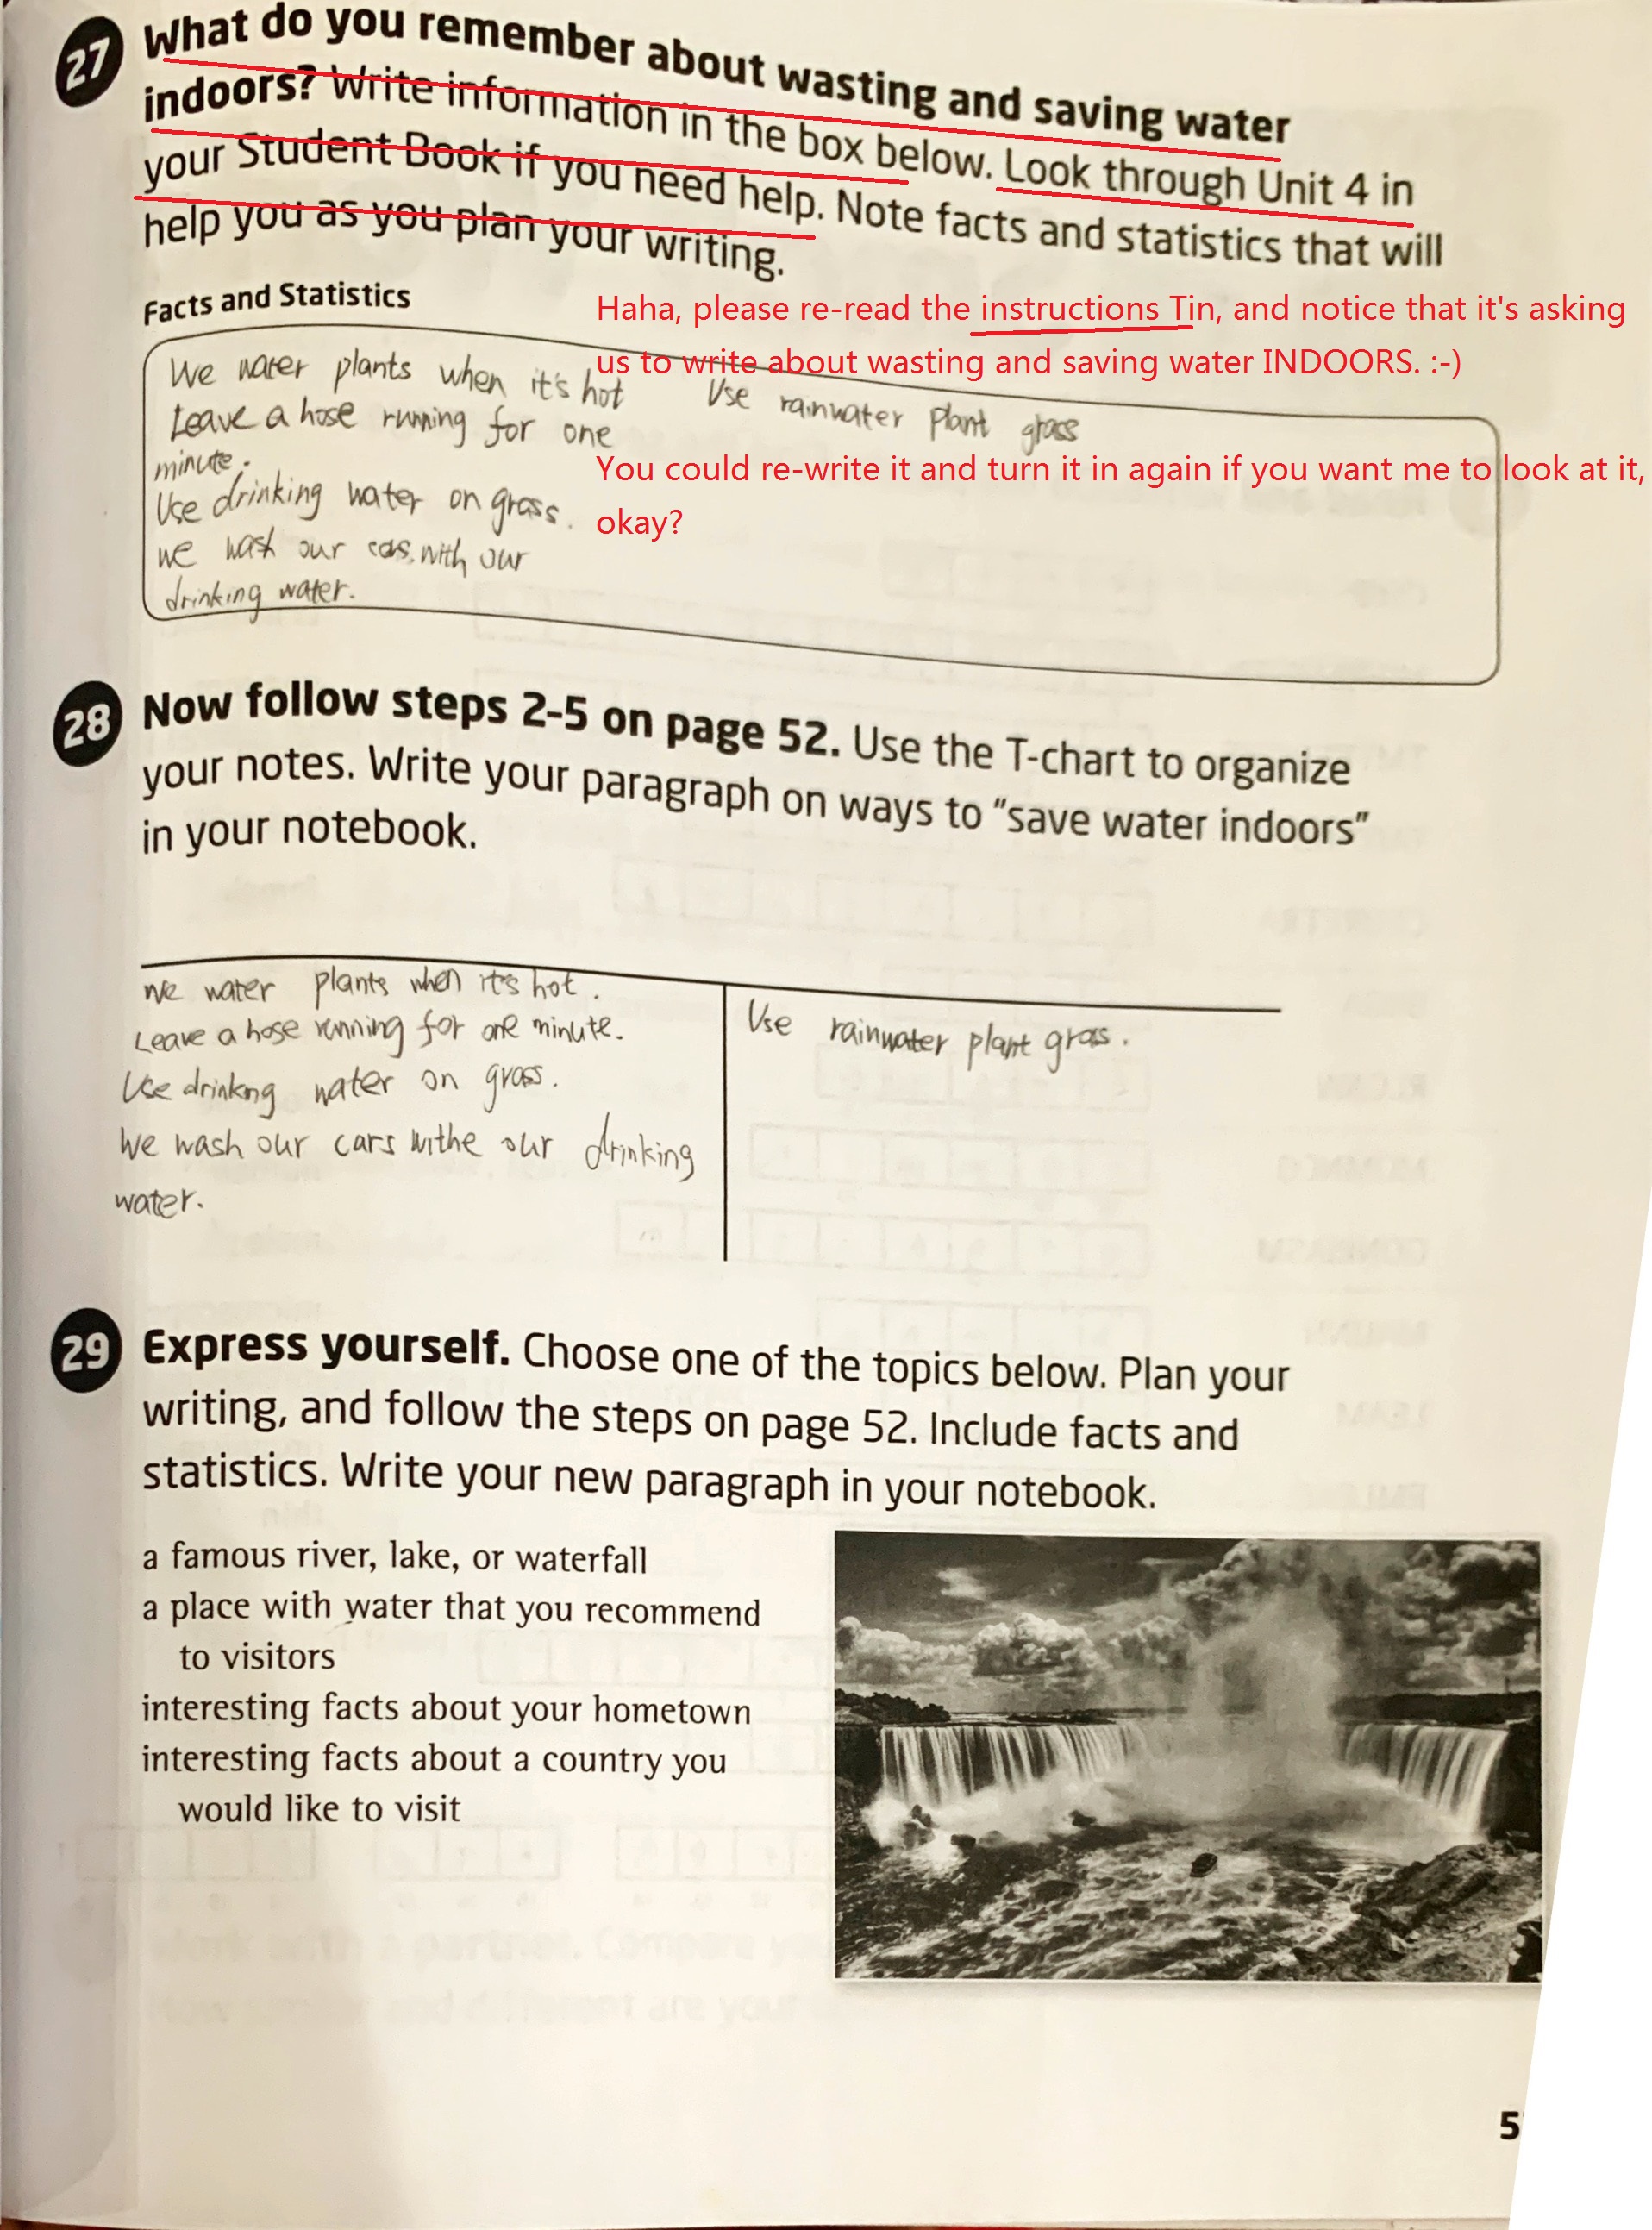 27 What do you remember about wasting and saving water
indoors? Write information in the box below. Look through Unit 4 in
your Student Book if you need help. Note facts and statistics that will
help you as you plan your writing.
Facts and Statistics
Haha, please re-read the instructions Tin, and notice that it's asking
us to write about wasting and saving water INDOORS. :-)
We water plants when it's hot
Leave a hose running for one
minute.
Use drinking water on grass.
We wash our cars. with our
drinking water.
Use rainwater plant grass
You could re-write it and turn it in again if you want me to look at it,
okay?
28 Now follow steps 2-5 on page 52. Use the T-chart to organize
your notes. Write your paragraph on ways to “save water indoors”
in your notebook.
We water plants when it's hot.
Leave a hose running for one minute.
Use drinkng water on grass.
We wash our cars withe our drinking
water.
Use rainwater plant grass.
29 Express yourself. Choose one of the topics below. Plan your
writing, and follow the steps on page 52. Include facts and
statistics. Write your new paragraph in your notebook.
a famous river, lake, or waterfall
a place with water that you recommend
to visitors
interesting facts about your hometown
interesting facts about a country you
would like to visit
5